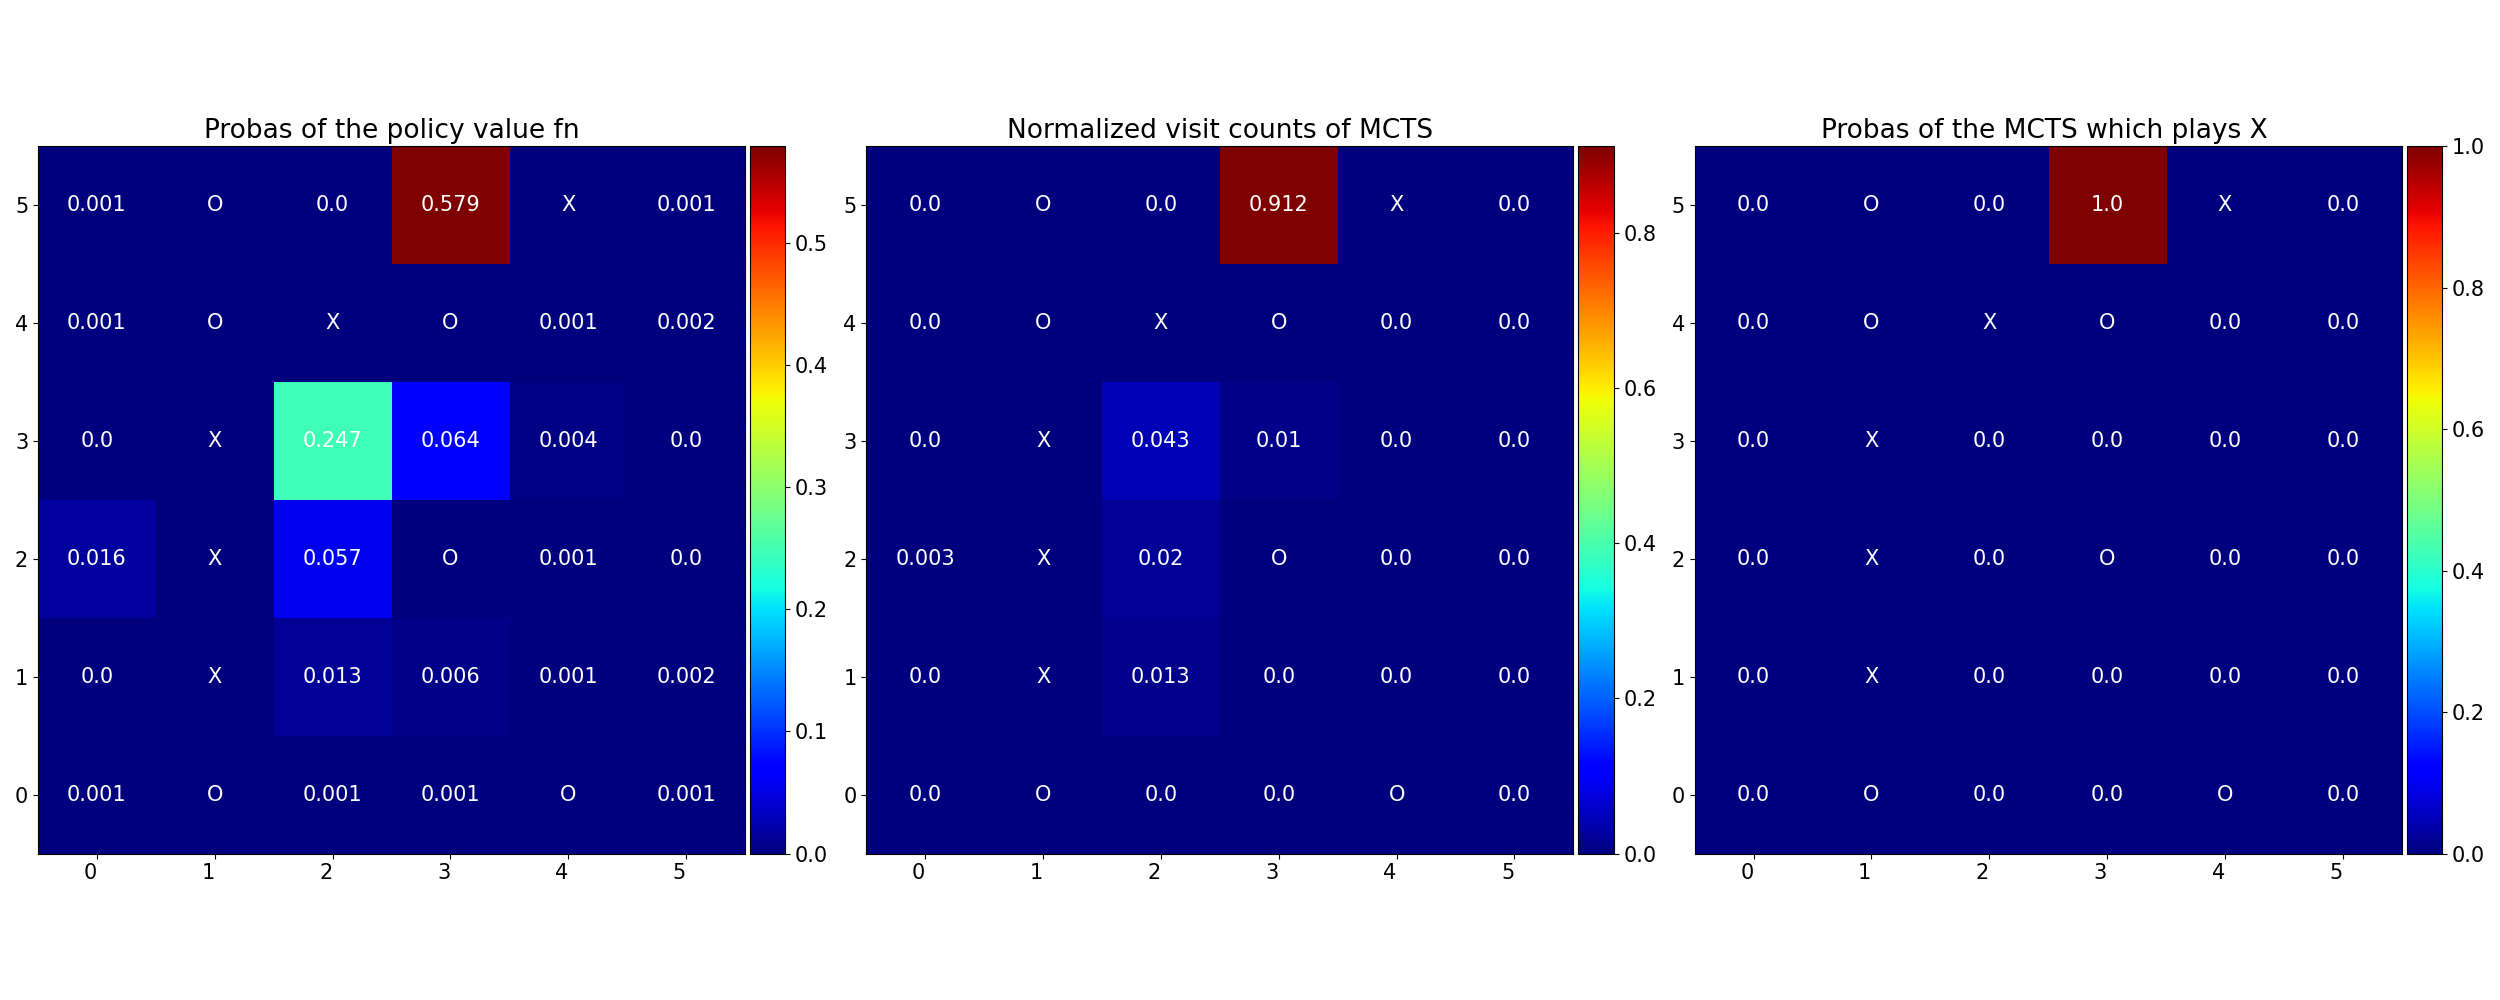 Probas of the policy value fn
5 0.001 O 0.0 0.579 X 0.001
4 0.001 O X O 0.001 0.002
3 0.0 X 0.247 0.064 0.004 0.0
2 0.016 X 0.057 O 0.001 0.0
1 0.0 X 0.013 0.006 0.001 0.002
0 0.001 O 0.001 0.001 O 0.001
0 1 2 3 4 5
0.5
0.4
0.3
0.2
0.1
0.0
Normalized visit counts of MCTS
5 0.0 O 0.0 0.912 X 0.0
4 0.0 O X O 0.0 0.0
3 0.0 X 0.043 0.01 0.0 0.0
2 0.003 X 0.02 O 0.0 0.0
1 0.0 X 0.013 0.0 0.0 0.0
0 0.0 O 0.0 0.0 O 0.0
0 1 2 3 4 5
0.8
0.6
0.4
0.2
0.0
Probas of the MCTS which plays X
5 0.0 O 0.0 1.0 X 0.0
4 0.0 O X O 0.0 0.0
3 0.0 X 0.0 0.0 0.0 0.0
2 0.0 X 0.0 O 0.0 0.0
1 0.0 X 0.0 0.0 0.0 0.0
0 0.0 O 0.0 0.0 O 0.0
0 1 2 3 4 5
1.0
0.8
0.6
0.4
0.2
0.0